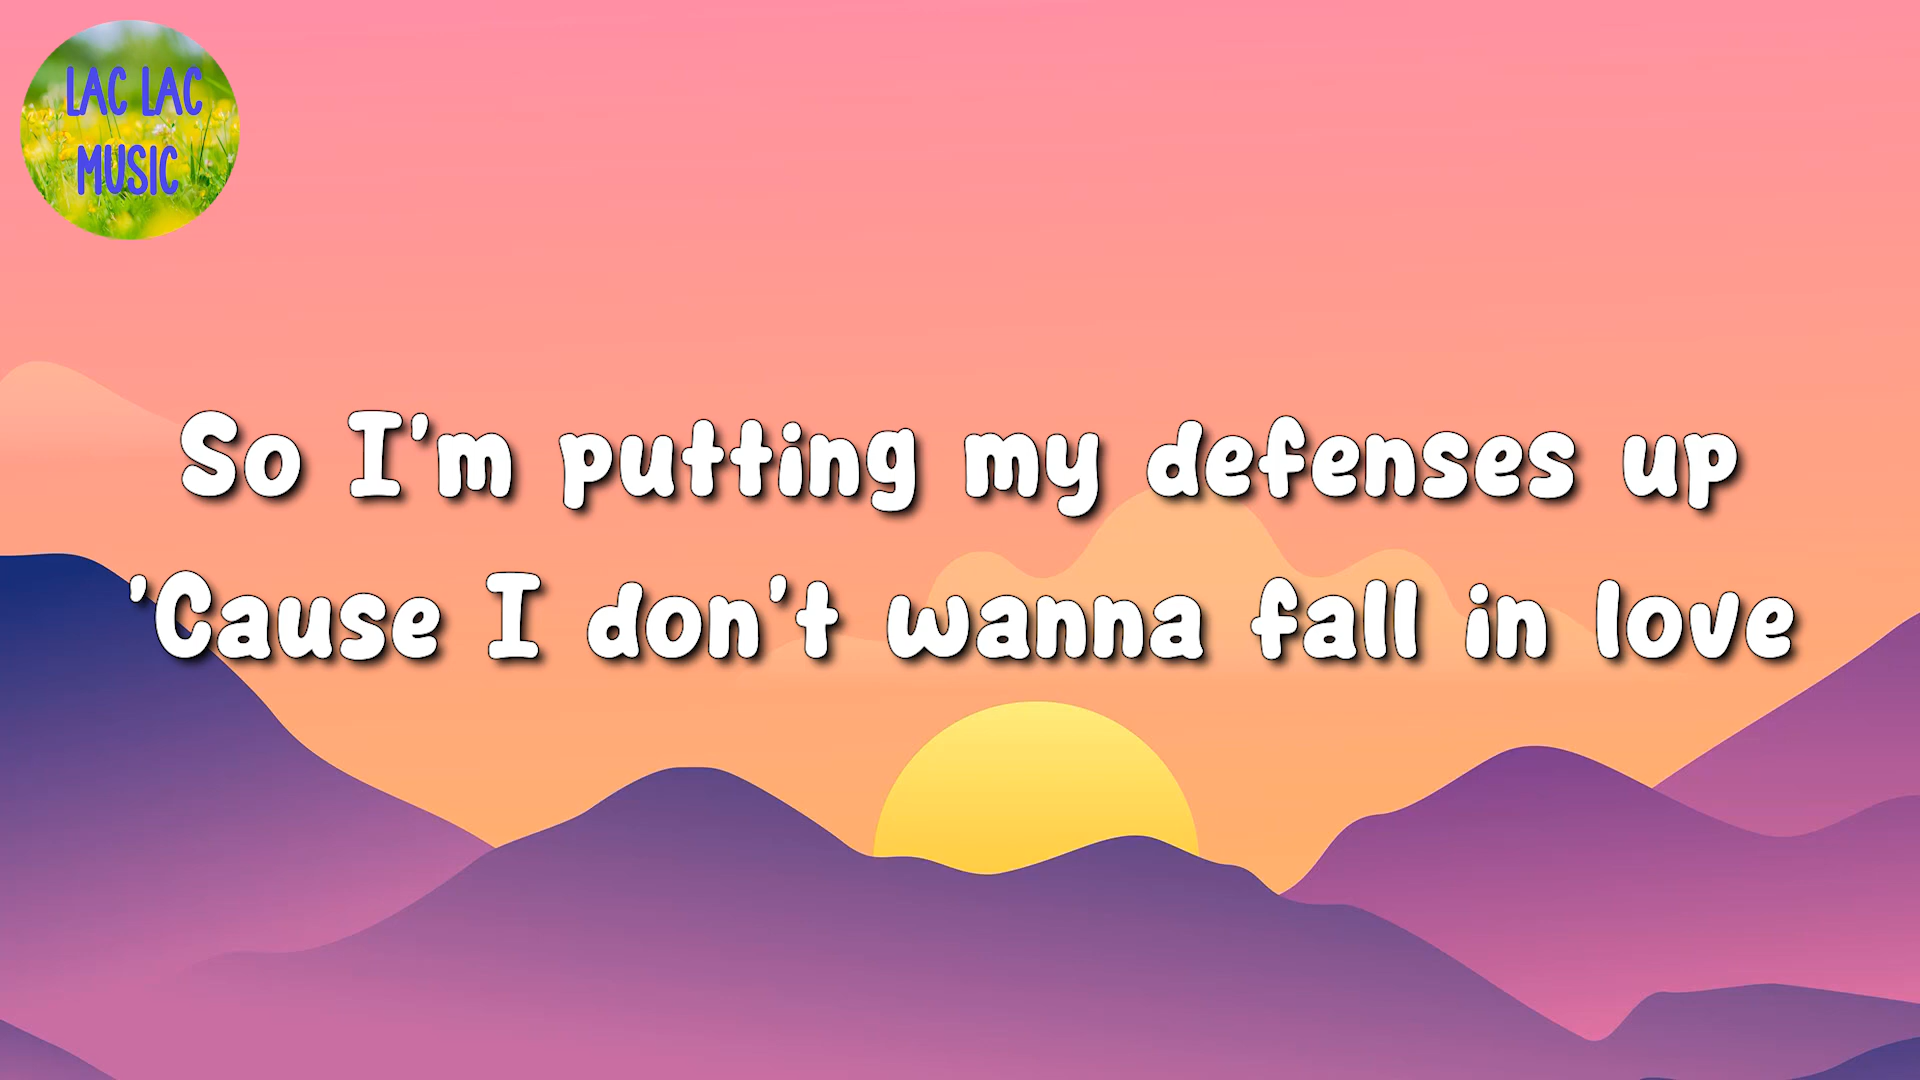 LAC LAC
MUSIC
So I'm putting my defenses up
'Cause I don't wanna fall in love